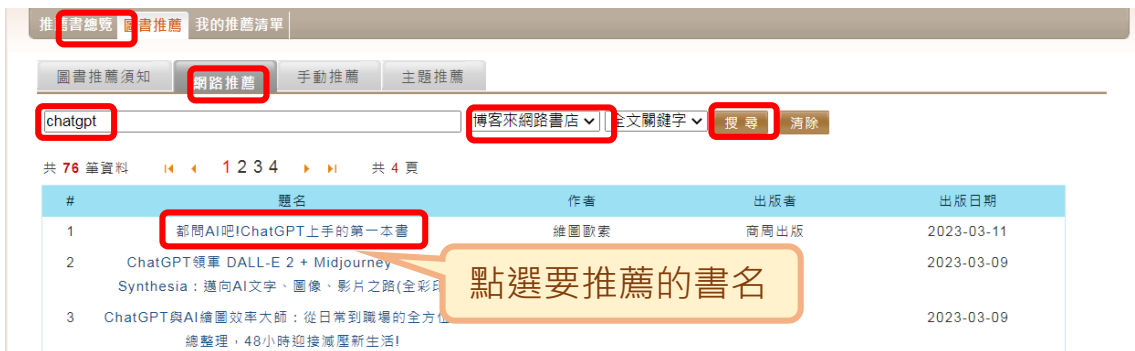 推薦書總覽 圖書推薦 我的推薦清單
圖書推薦須知 網路推薦 手動推薦 主題推薦
chatgpt 博客來網路書店 全文關鍵字 搜尋 清除
共 76 筆資料 1 2 3 4 共 4 頁
# 題名 作者 出版者 出版日期
1 都問AI吧!ChatGPT上手的第一本書 維圖歐索 商周出版 2023-03-11
2 ChatGPT領軍 DALL-E 2 + Midjourney 2023-03-09
Synthesia：邁向AI文字、圖像、影片之路(全彩印
點選要推薦的書名
3 ChatGPT與AI繪圖效率大師：從日常到職場的全方位 2023-03-09
總整理，48小時迎接減壓新生活!